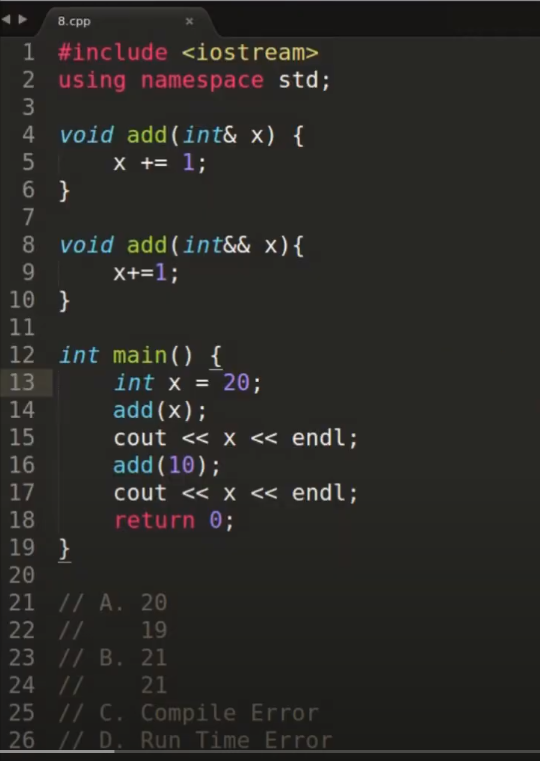 8.cpp
1 #include <iostream>
2 using namespace std;
3
4 void add(int& x) {
5     x += 1;
6 }
7
8 void add(int&& x){
9     x+=1;
10 }
11
12 int main() {
13     int x = 20;
14     add(x);
15     cout << x << endl;
16     add(10);
17     cout << x << endl;
18     return 0;
19 }
20
21 // A. 20
22 //    19
23 // B. 21
24 //    21
25 // C. Compile Error
26 // D. Run Time Error